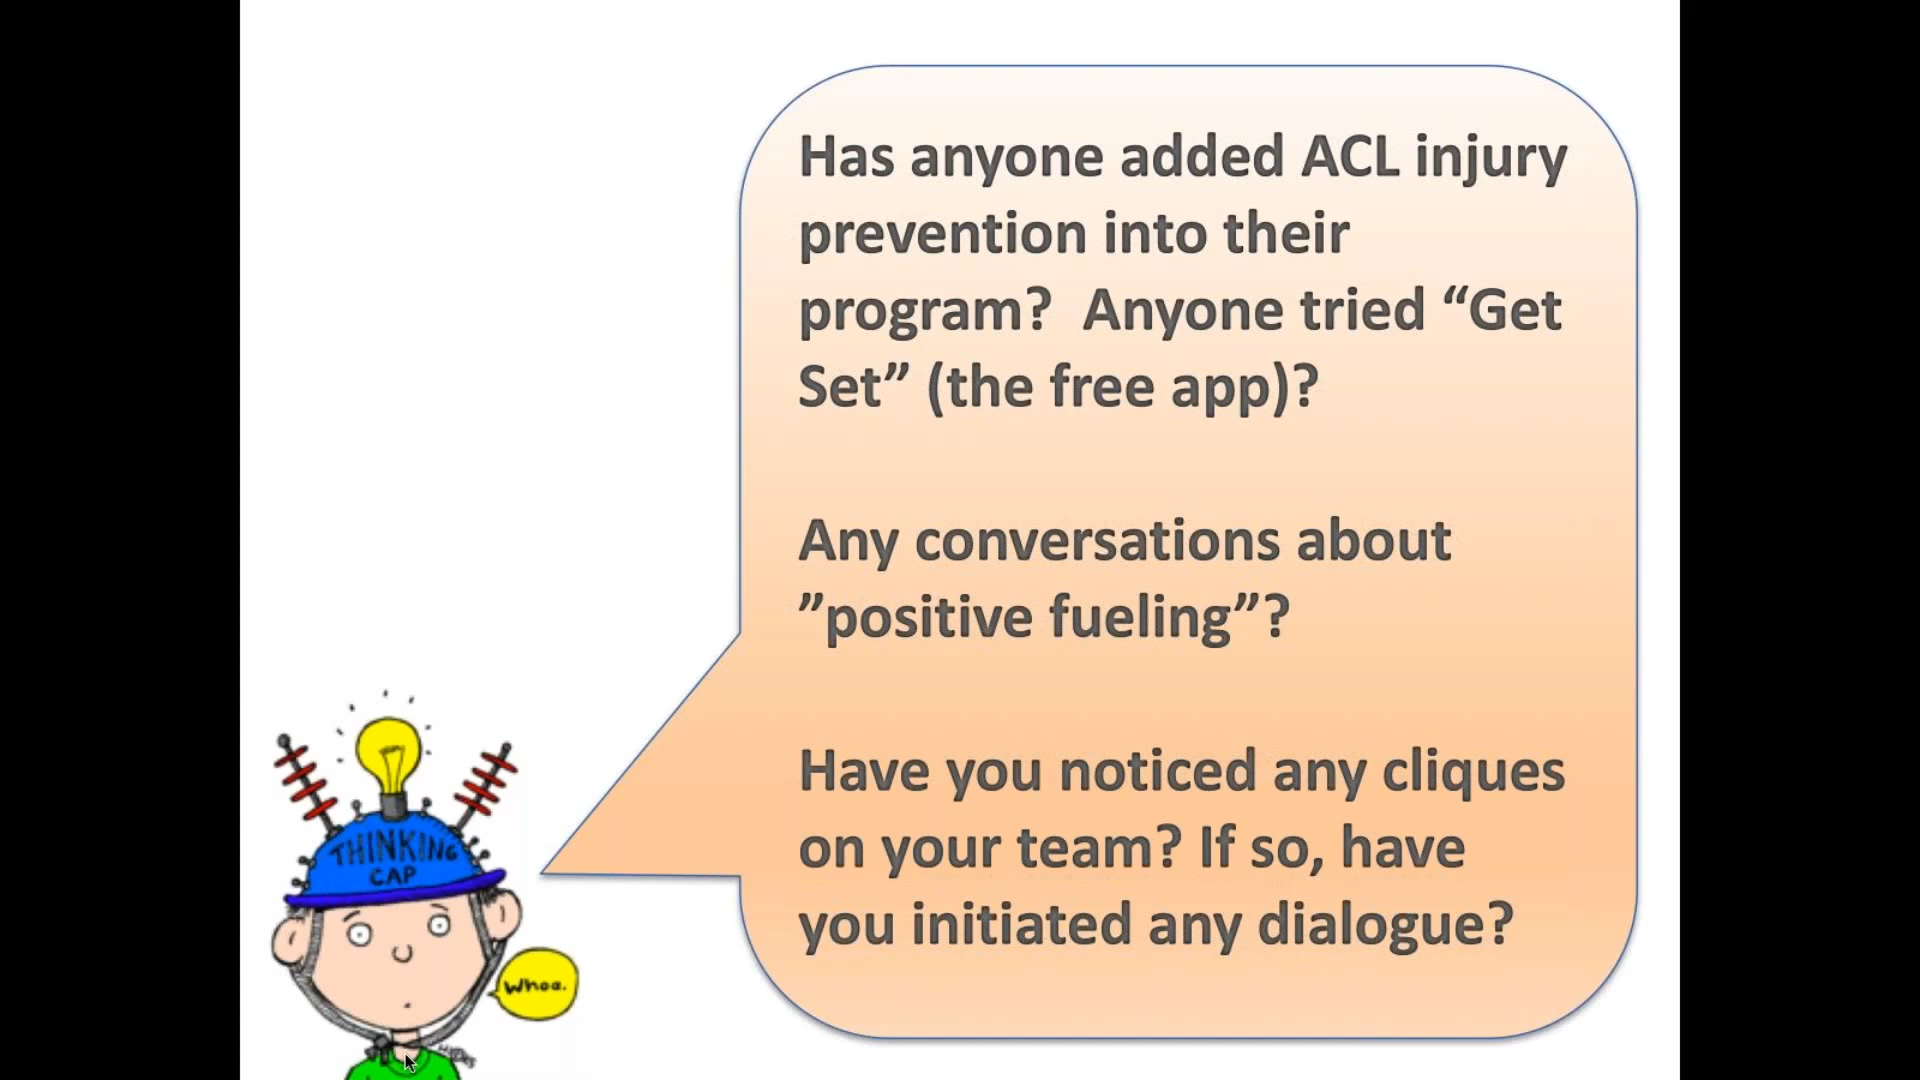 Has anyone added ACL injury
prevention into their
program?  Anyone tried “Get
Set” (the free app)?
Any conversations about
”positive fueling”?
Have you noticed any cliques
on your team? If so, have
you initiated any dialogue?
THINKING
CAP
Whoa.